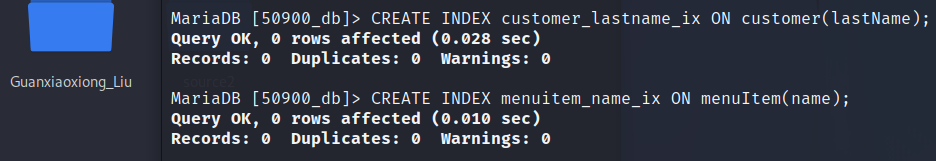 MariaDB [50900_db]> CREATE INDEX customer_lastname_ix ON customer(lastName);
Query OK, 0 rows affected (0.028 sec)
Records: 0  Duplicates: 0  Warnings: 0
Guanxiaoxiong_Liu
MariaDB [50900_db]> CREATE INDEX menuitem_name_ix ON menuItem(name);
Query OK, 0 rows affected (0.010 sec)
Records: 0  Duplicates: 0  Warnings: 0